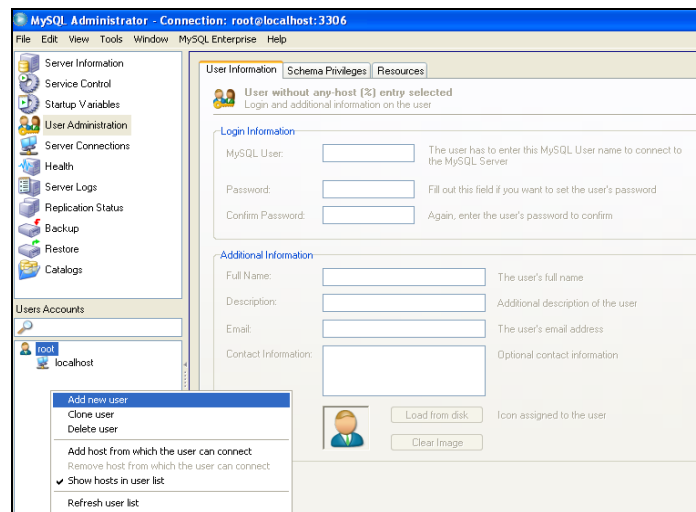 MySQL Administrator - Connection: root@localhost:3306
File Edit View Tools Window MySQL Enterprise Help
Server Information
Service Control
Startup Variables
User Administration
Server Connections
Health
Server Logs
Replication Status
Backup
Restore
Catalogs
Users Accounts
root
localhost
Add new user
Clone user
Delete user
Add host from which the user can connect
Remove host from which the user can connect
Show hosts in user list
Refresh user list
User Information Schema Privileges Resources
User without any-host (%) entry selected
Login and additional information on the user
Login Information
MySQL User: The user has to enter this MySQL User name to connect to
the MySQL Server
Password: Fill out this field if you want to set the user's password
Confirm Password: Again, enter the user's password to confirm
Additional Information
Full Name: The user's full name
Description: Additional description of the user
Email: The user's email address
Contact Information: Optional contact information
Load from disk Icon assigned to the user
Clear Image